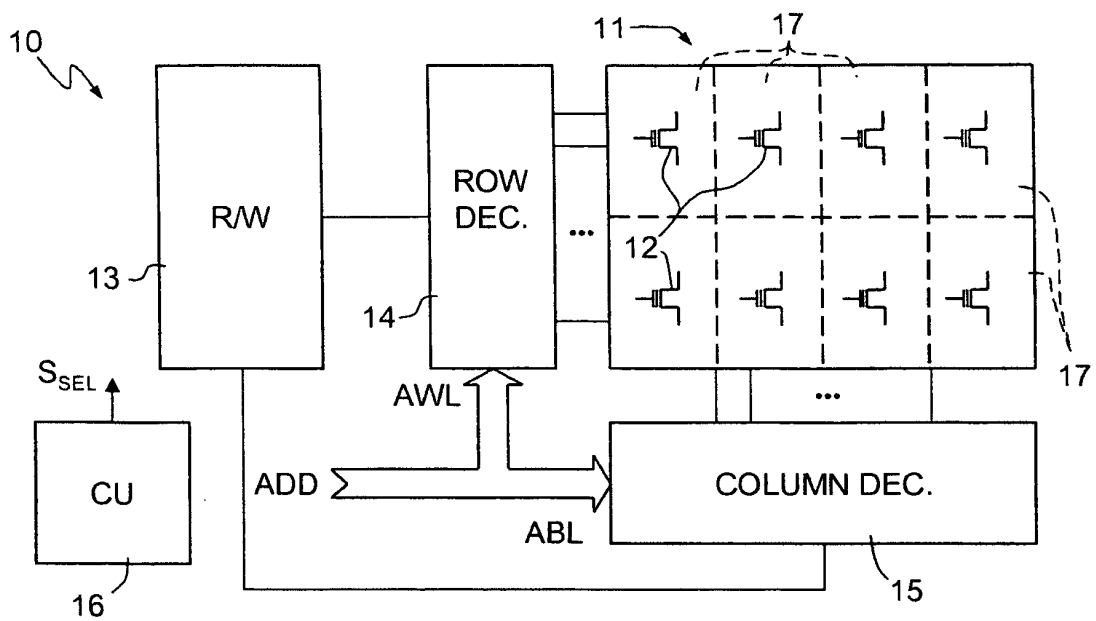 10
11
17
R/W
ROW
DEC.
...
12
13
14
17
S_SEL
AWL
...
CU
ADD
COLUMN DEC.
ABL
16
15